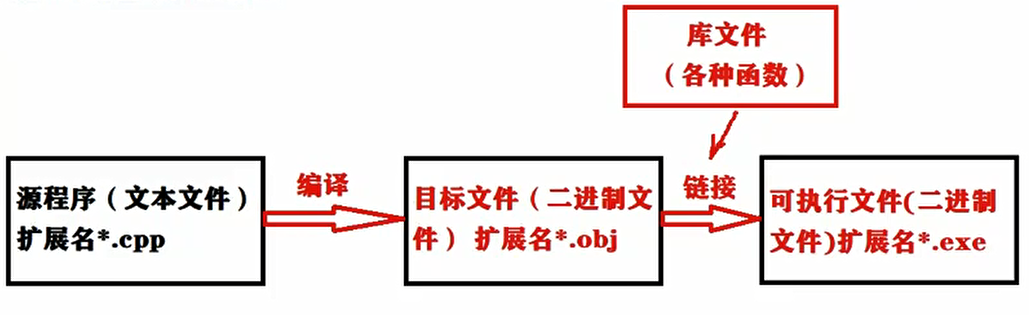 库文件
（各种函数）
源程序（文本文件）
扩展名*.cpp
编译
目标文件（二进制文
件） 扩展名*.obj
链接
可执行文件(二进制
文件)扩展名*.exe